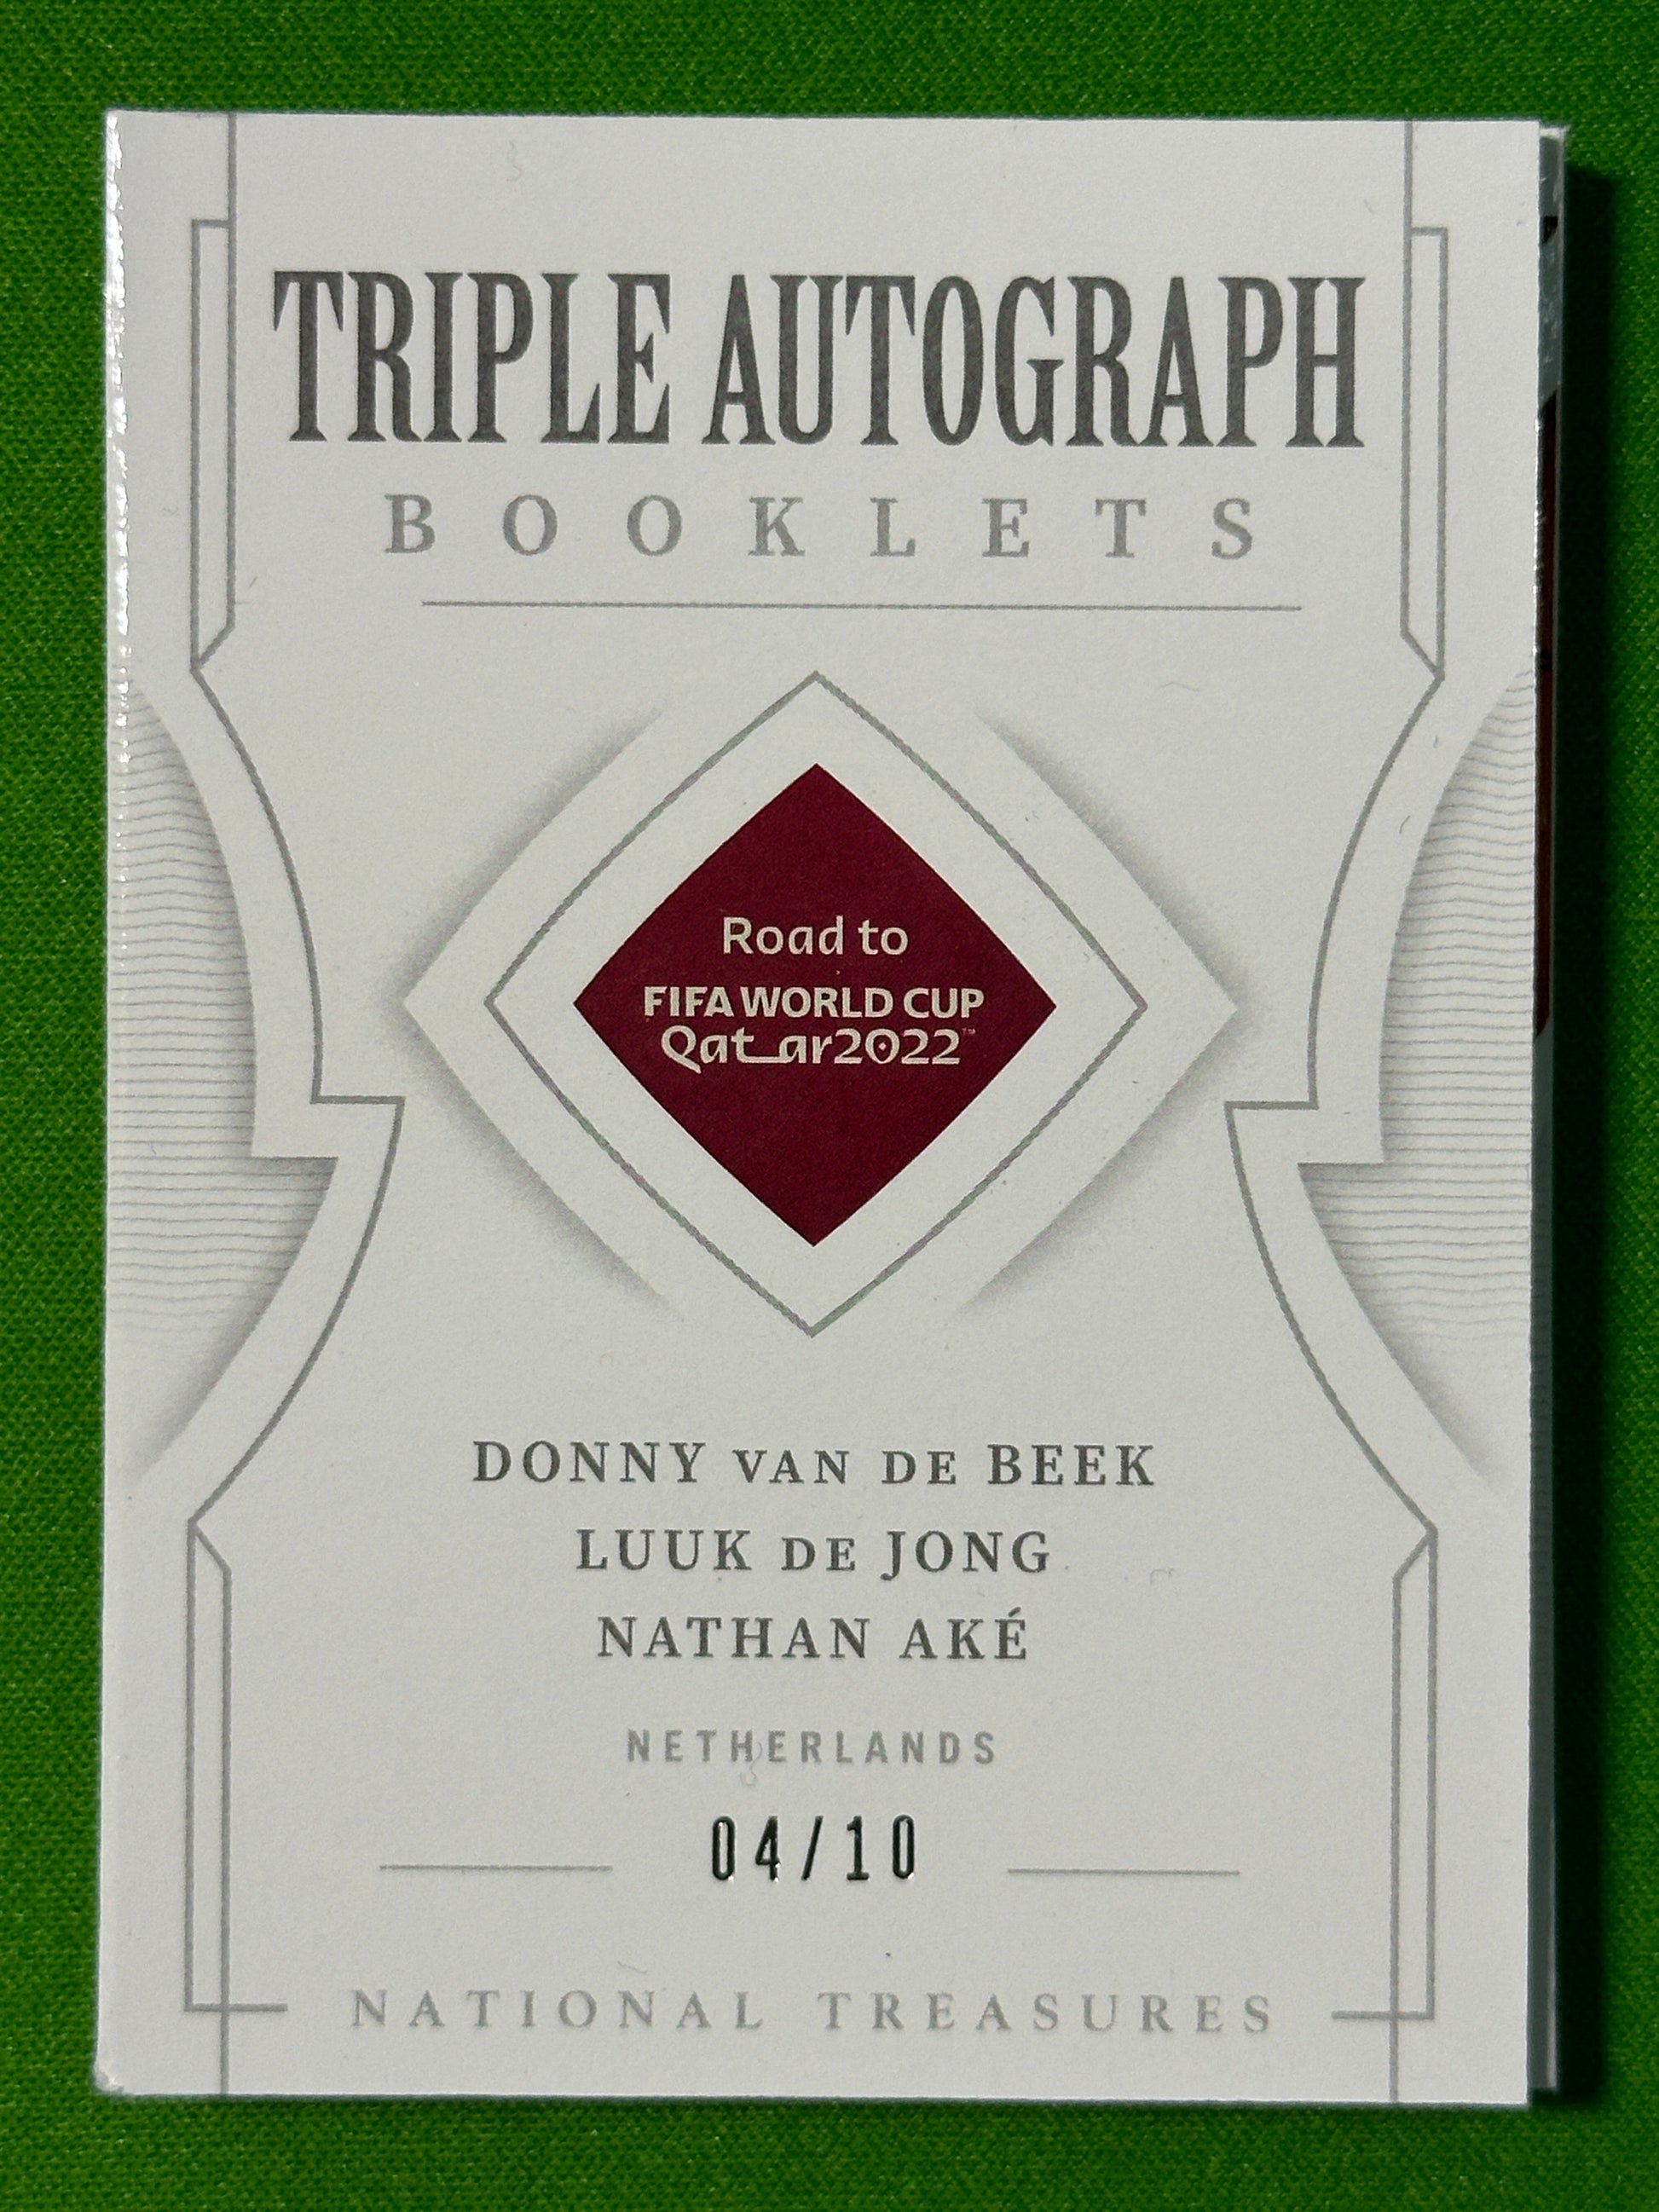 TRIPLE AUTOGRAPH
BOOKLETS
Road to
FIFA WORLD CUP
Qatar2022™
DONNY VAN DE BEEK
LUUK DE JONG
NATHAN AKÉ
NETHERLANDS
04/10
NATIONAL TREASURES